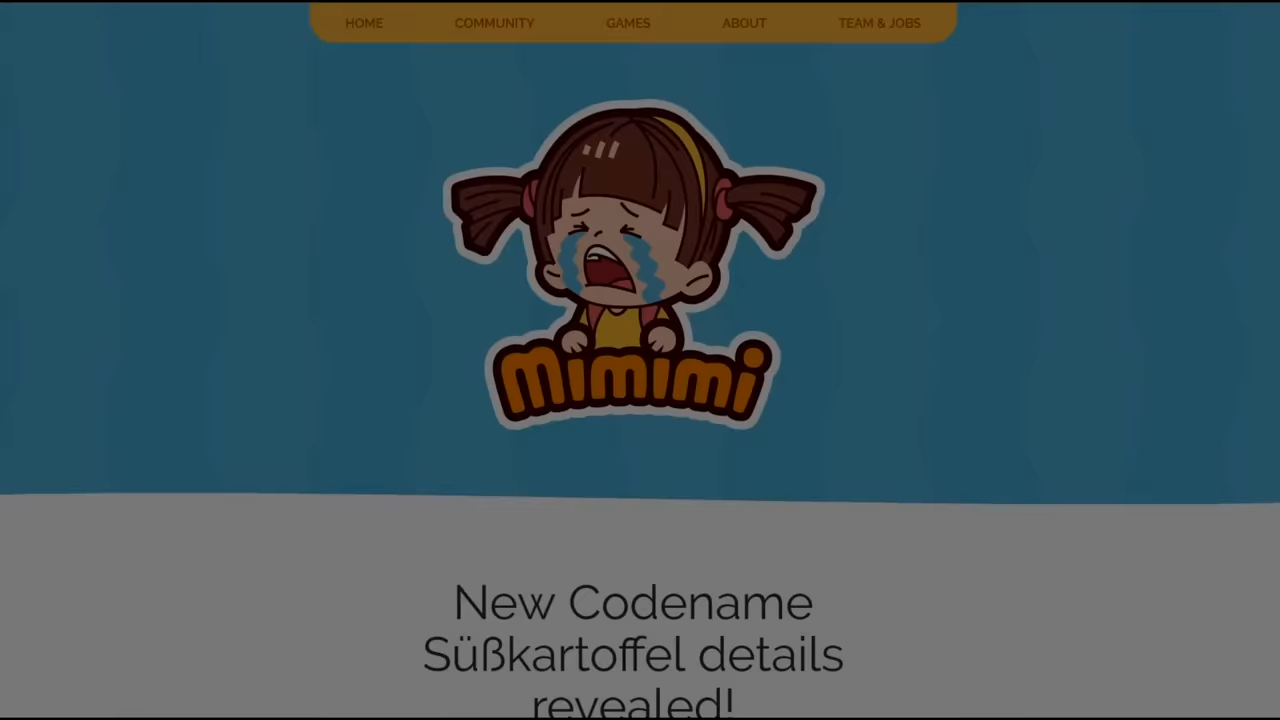 HOME COMMUNITY GAMES ABOUT TEAM & JOBS
mimimi
New Codename
Süßkartoffel details
revealed!